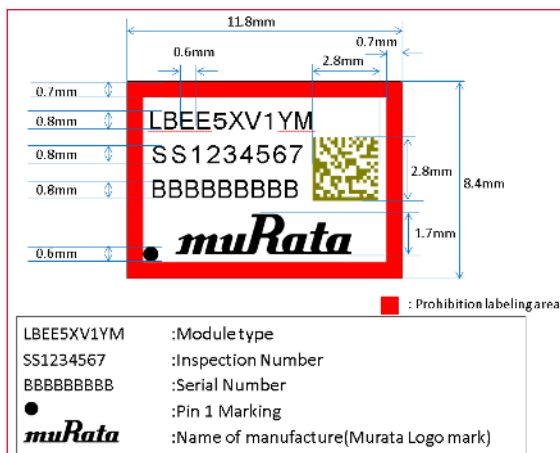 11.8mm
0.7mm
0.6mm
2.8mm
0.7mm
0.8mm
LBEE5XV1YM
0.8mm
SS1234567
2.8mm
8.4mm
0.8mm
BBBBBBBBB
muRata
1.7mm
0.6mm
: Prohibition labeling area
LBEE5XV1YM :Module type
SS1234567 :Inspection Number
BBBBBBBBB :Serial Number
:Pin 1 Marking
muRata :Name of manufacture(Murata Logo mark)